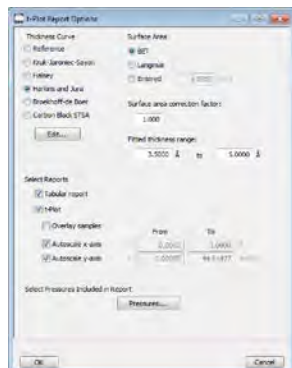 t-Plot Report Options
Thickness Curve
Reference
Kruk-Jaroniec-Sayari
Halsey
Harkins and Jura
Broekhoff-de Boer
Carbon Black STSA
Edit...
Surface Area
BET
Langmuir
Entered
Surface area correction factor:
1.000
Fitted thickness range:
3.5000 Å to 5.0000 Å
Select Reports
Tabular report
t-Plot
Overlay samples
From To
Autoscale x-axis
Autoscale y-axis
Select Pressures Included in Report
Pressures...
OK Cancel